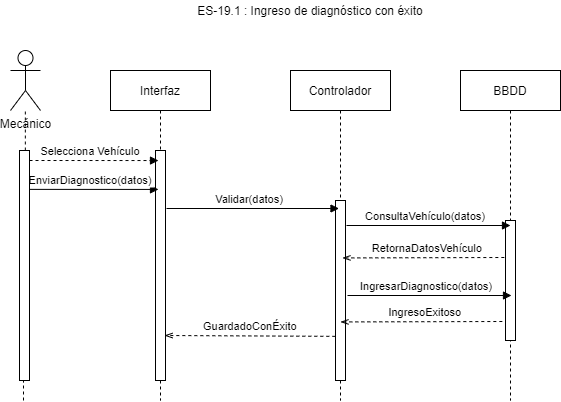 ES-19.1 : Ingreso de diagnóstico con éxito
Interfaz
Controlador
BBDD
Mecánico
Selecciona Vehículo
EnviarDiagnostico(datos)
Validar(datos)
ConsultaVehículo(datos)
RetornaDatosVehículo
IngresarDiagnostico(datos)
IngresoExitoso
GuardadoConÉxito